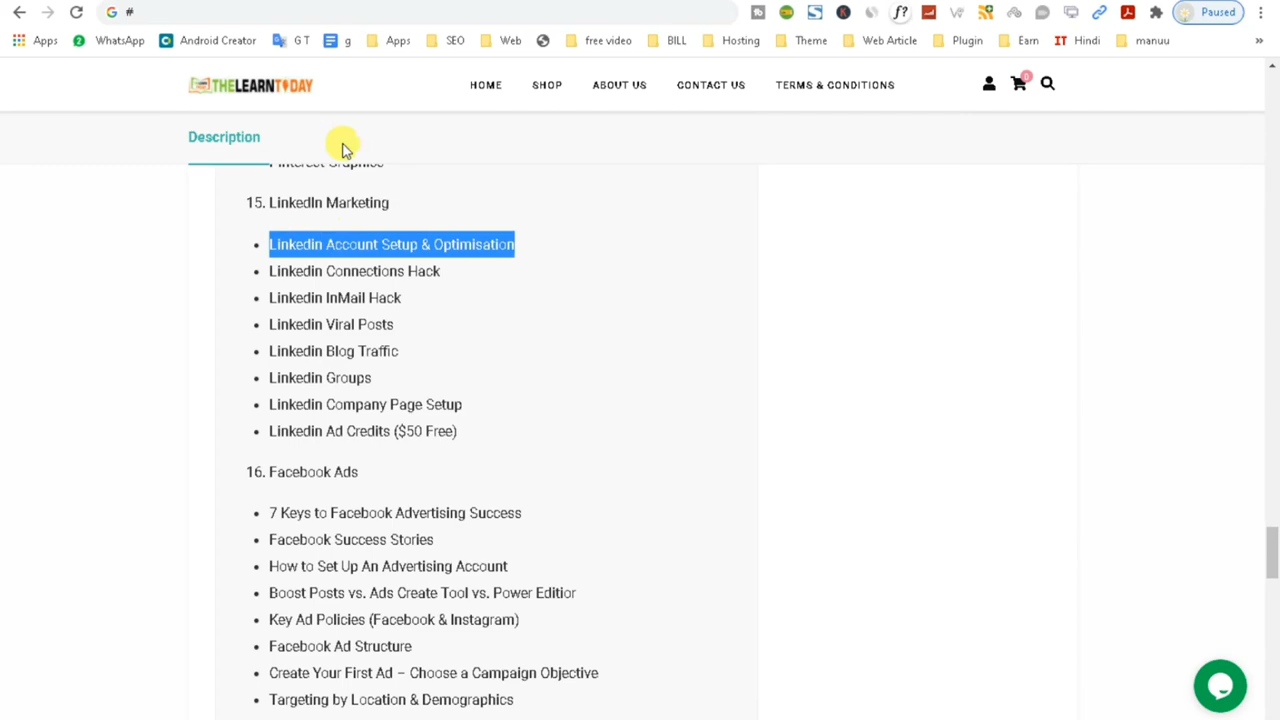 #
Paused
Apps
WhatsApp
Android Creator
G T
g
Apps
SEO
Web
free video
BILL
Hosting
Theme
Web Article
Plugin
Earn
IT Hindi
manuu
»
THELEARNTODAY
HOME
SHOP
ABOUT US
CONTACT US
TERMS & CONDITIONS
0
Description
Pinterest Graphics
15. LinkedIn Marketing
Linkedin Account Setup & Optimisation
Linkedin Connections Hack
Linkedin InMail Hack
Linkedin Viral Posts
Linkedin Blog Traffic
Linkedin Groups
Linkedin Company Page Setup
Linkedin Ad Credits ($50 Free)
16. Facebook Ads
7 Keys to Facebook Advertising Success
Facebook Success Stories
How to Set Up An Advertising Account
Boost Posts vs. Ads Create Tool vs. Power Editior
Key Ad Policies (Facebook & Instagram)
Facebook Ad Structure
Create Your First Ad – Choose a Campaign Objective
Targeting by Location & Demographics